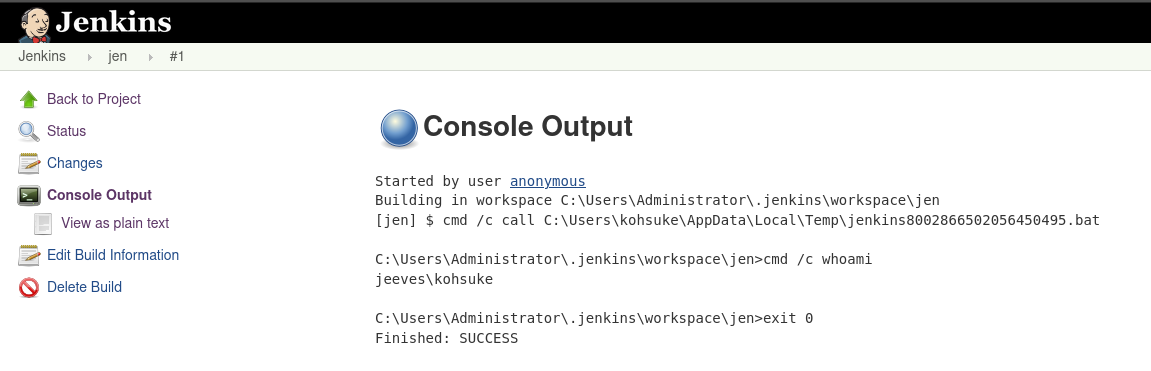 Jenkins
Jenkins jen #1
Back to Project
Status
Changes
Console Output
View as plain text
Edit Build Information
Delete Build
Console Output
Started by user anonymous
Building in workspace C:\Users\Administrator\.jenkins\workspace\jen
[jen] $ cmd /c call C:\Users\kohsuke\AppData\Local\Temp\jenkins8002866502056450495.bat
C:\Users\Administrator\.jenkins\workspace\jen>cmd /c whoami
jeeves\kohsuke
C:\Users\Administrator\.jenkins\workspace\jen>exit 0
Finished: SUCCESS